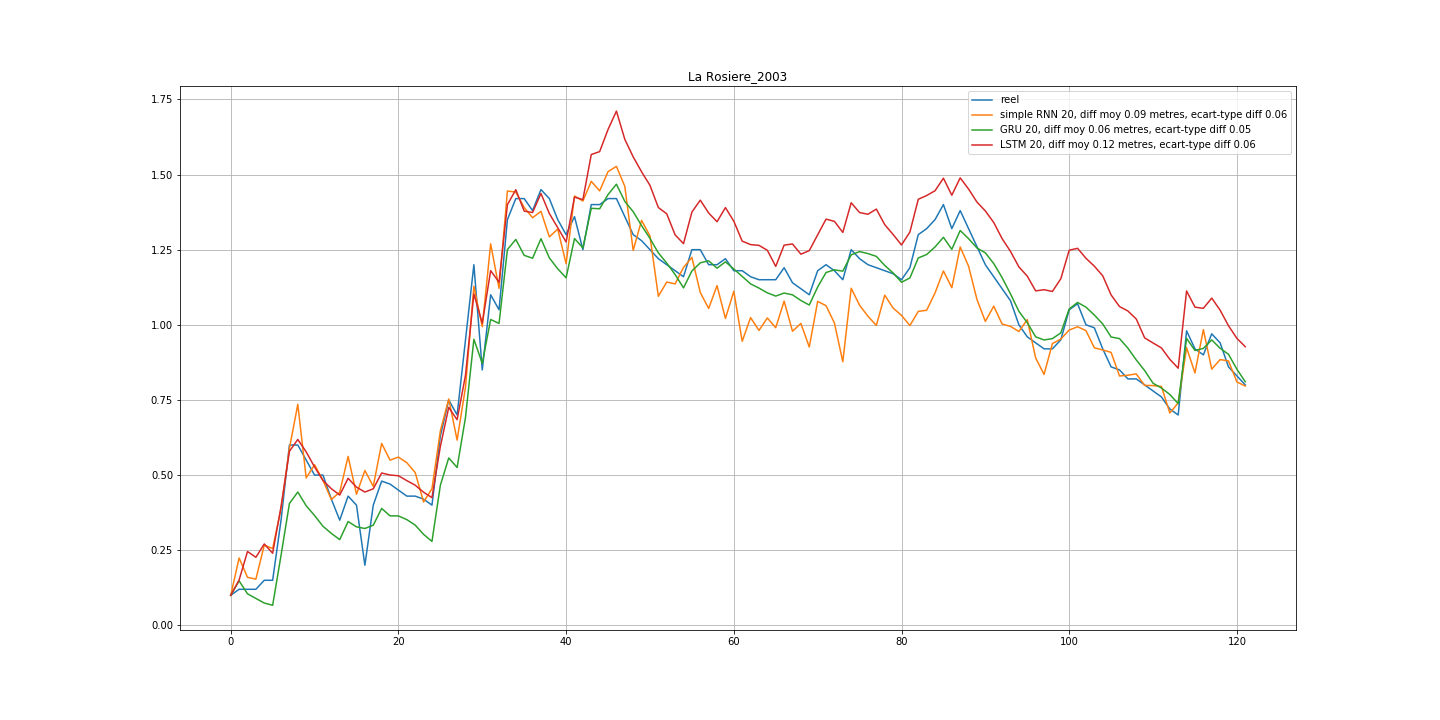 La Rosiere_2003
reel
simple RNN 20, diff moy 0.09 metres, ecart-type diff 0.06
GRU 20, diff moy 0.06 metres, ecart-type diff 0.05
LSTM 20, diff moy 0.12 metres, ecart-type diff 0.06
1.75
1.50
1.25
1.00
0.75
0.50
0.25
0.00
0 20 40 60 80 100 120